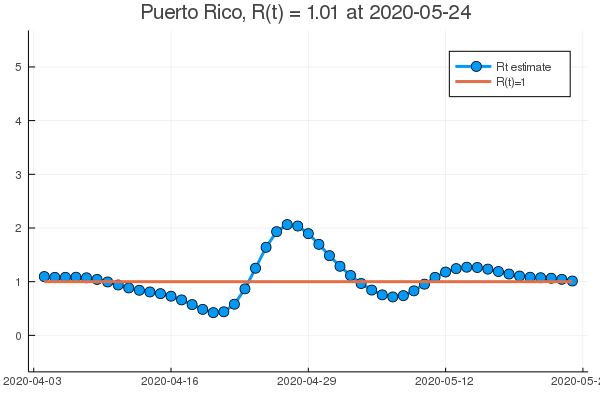 Puerto Rico, R(t) = 1.01 at 2020-05-24
5
4
3
2
1
0
Rt estimate
R(t)=1
2020-04-03 2020-04-16 2020-04-29 2020-05-12